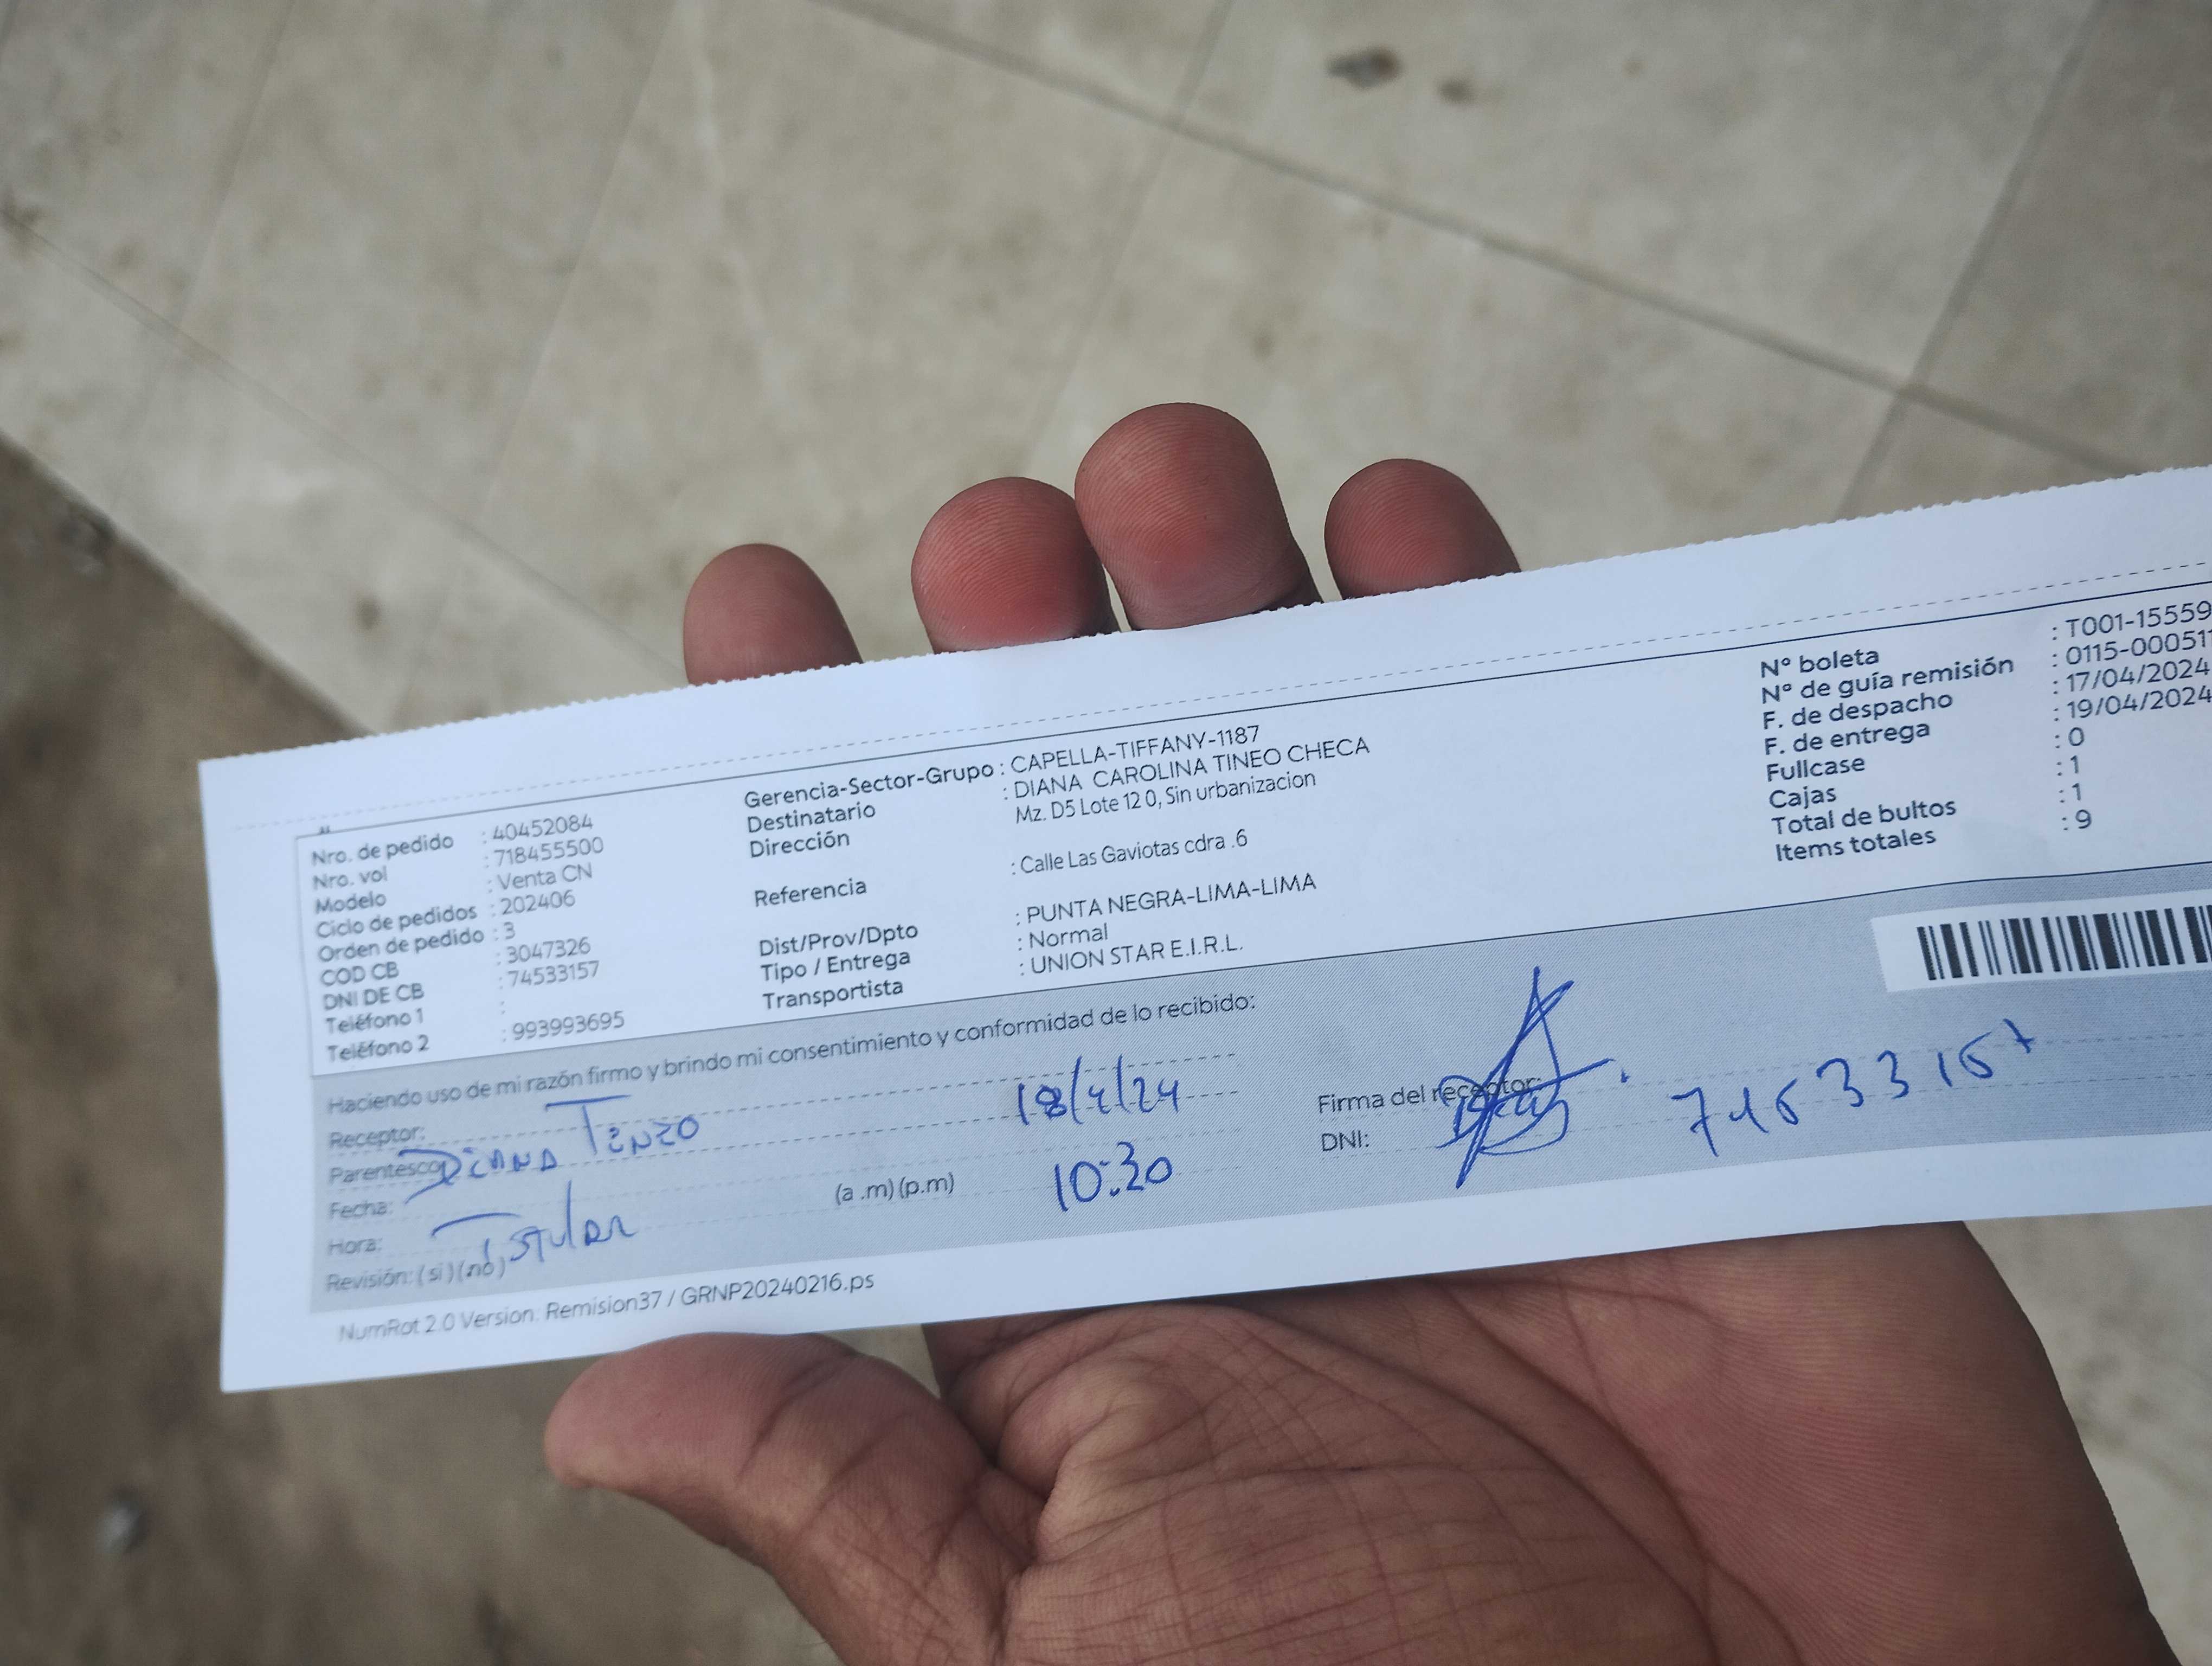 Nro. de pedido : 40452084
Nro. vol : 718455500
Modelo : Venta CN
Ciclo de pedidos : 202406
Orden de pedido : 3
COD CB : 3047326
DNI DE CB : 74533157
Teléfono 1 :
Teléfono 2 : 993993695
Gerencia-Sector-Grupo : CAPELLA-TIFFANY-1187
Destinatario : DIANA CAROLINA TINEO CHECA
Dirección Mz. D5 Lote 12 0, Sin urbanizacion
Referencia : Calle Las Gaviotas cdra .6
Dist/Prov/Dpto : PUNTA NEGRA-LIMA-LIMA
Tipo / Entrega : Normal
Transportista : UNION STAR E.I.R.L.
Nº boleta : T001-15559
Nº de guía remisión : 0115-000511
F. de despacho : 17/04/2024
F. de entrega : 19/04/2024
Fullcase : 0
Cajas : 1
Total de bultos : 1
Items totales : 9
Haciendo uso de mi razón firmo y brindo mi consentimiento y conformidad de lo recibido:
Receptor:
Parentesco: Diana
Fecha: 18/4/24
Hora: (a .m) (p.m) 10:30
Revisión: ( si ) ( no ) Titular
Firma del receptor:
DNI:
NumRot 2.0 Version: Remision37 / GRNP20240216.ps